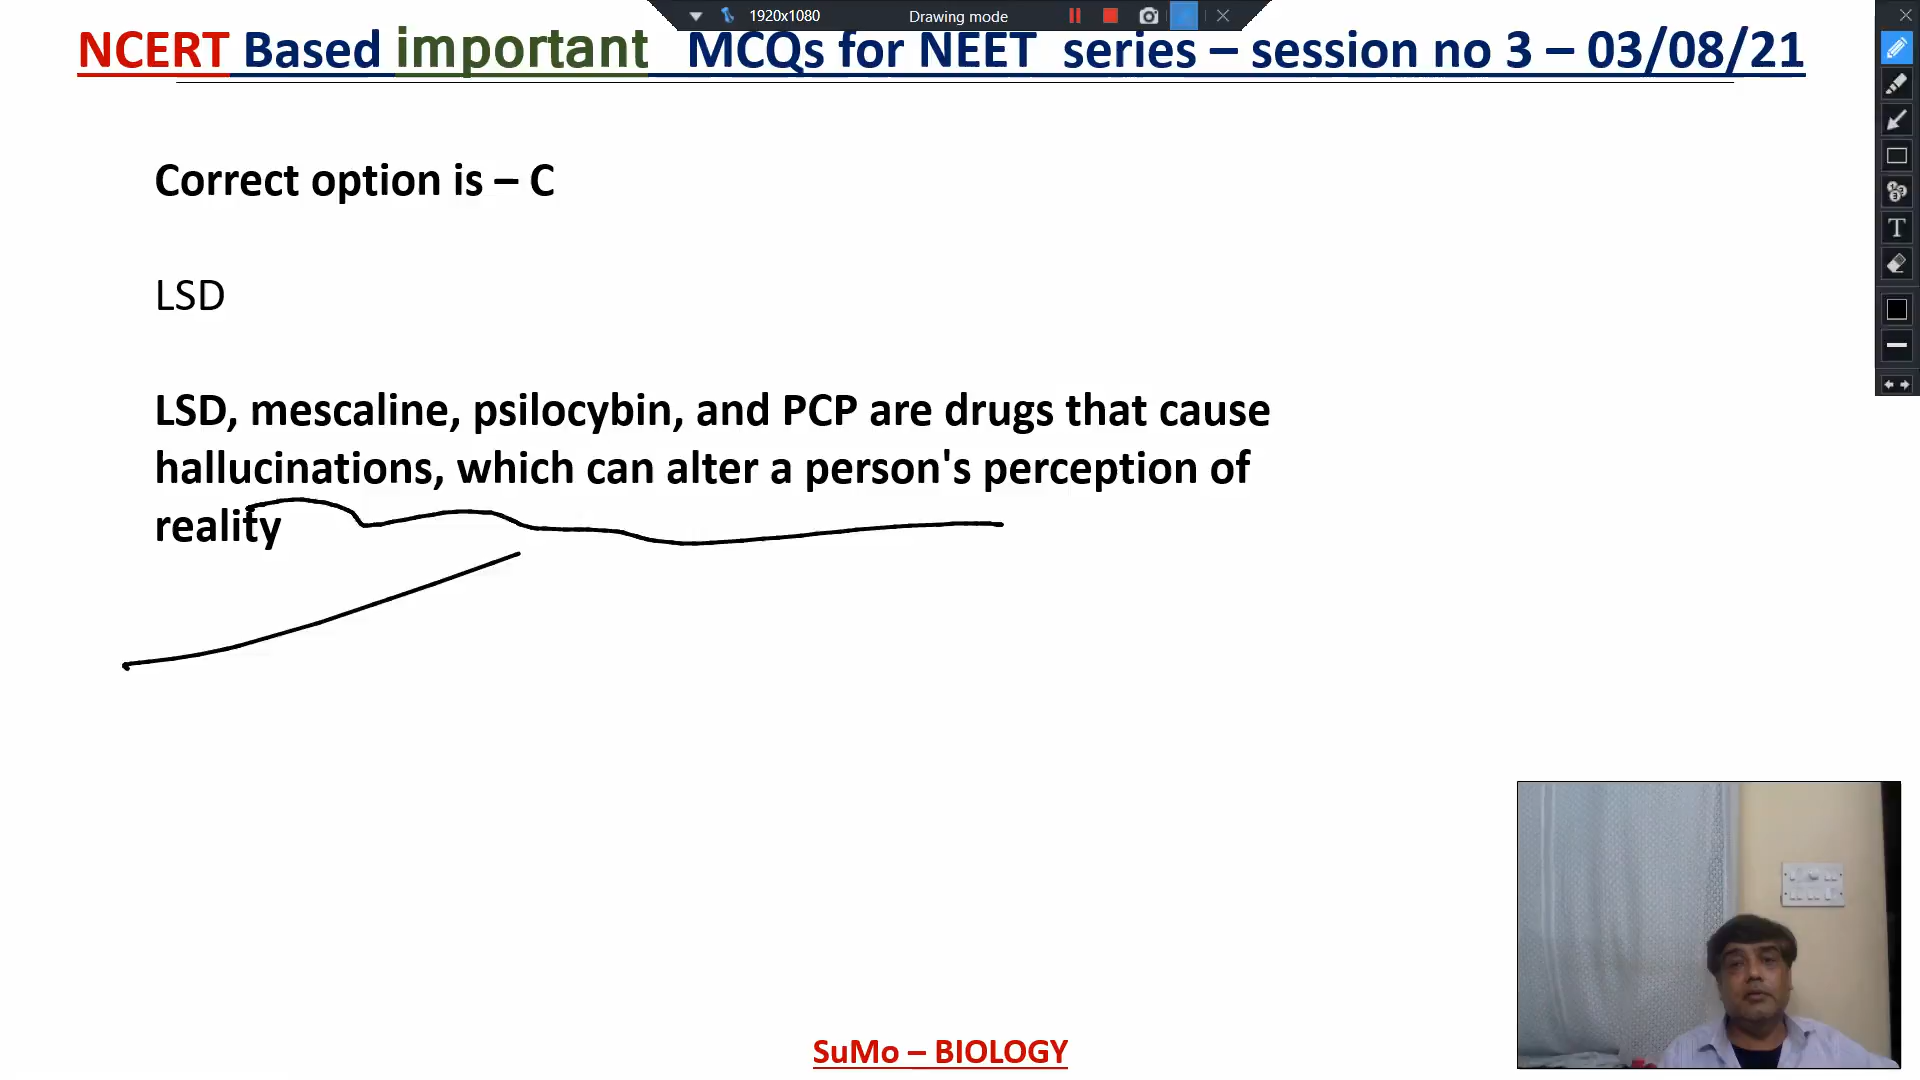 1920x1080 Drawing mode
NCERT Based important MCQs for NEET series – session no 3 – 03/08/21
Correct option is – C
LSD
LSD, mescaline, psilocybin, and PCP are drugs that cause
hallucinations, which can alter a person's perception of
reality
SuMo – BIOLOGY